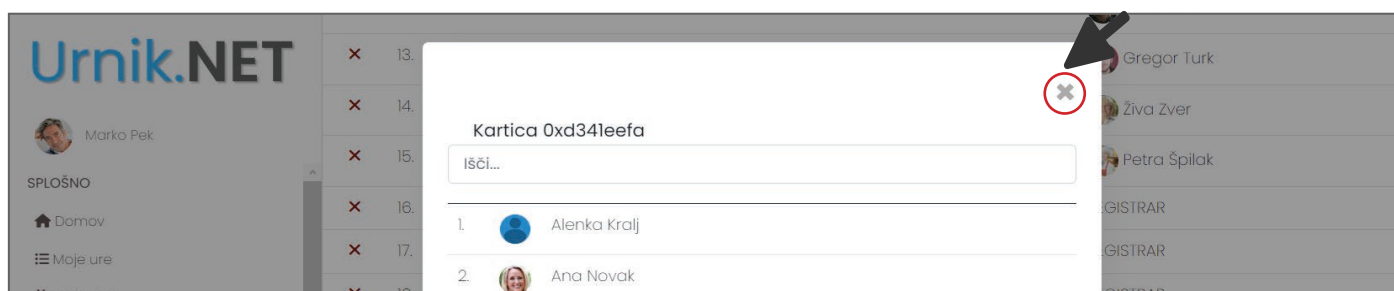 Urnik.NET
Marko Pek
SPLOŠNO
Domov
Moje ure
13.
14.
15.
16.
17.
Kartica 0xd341eefa
Išči...
1. Alenka Kralj
2. Ana Novak
Gregor Turk
Živa Zver
Petra Špilak
GISTRAR
GISTRAR